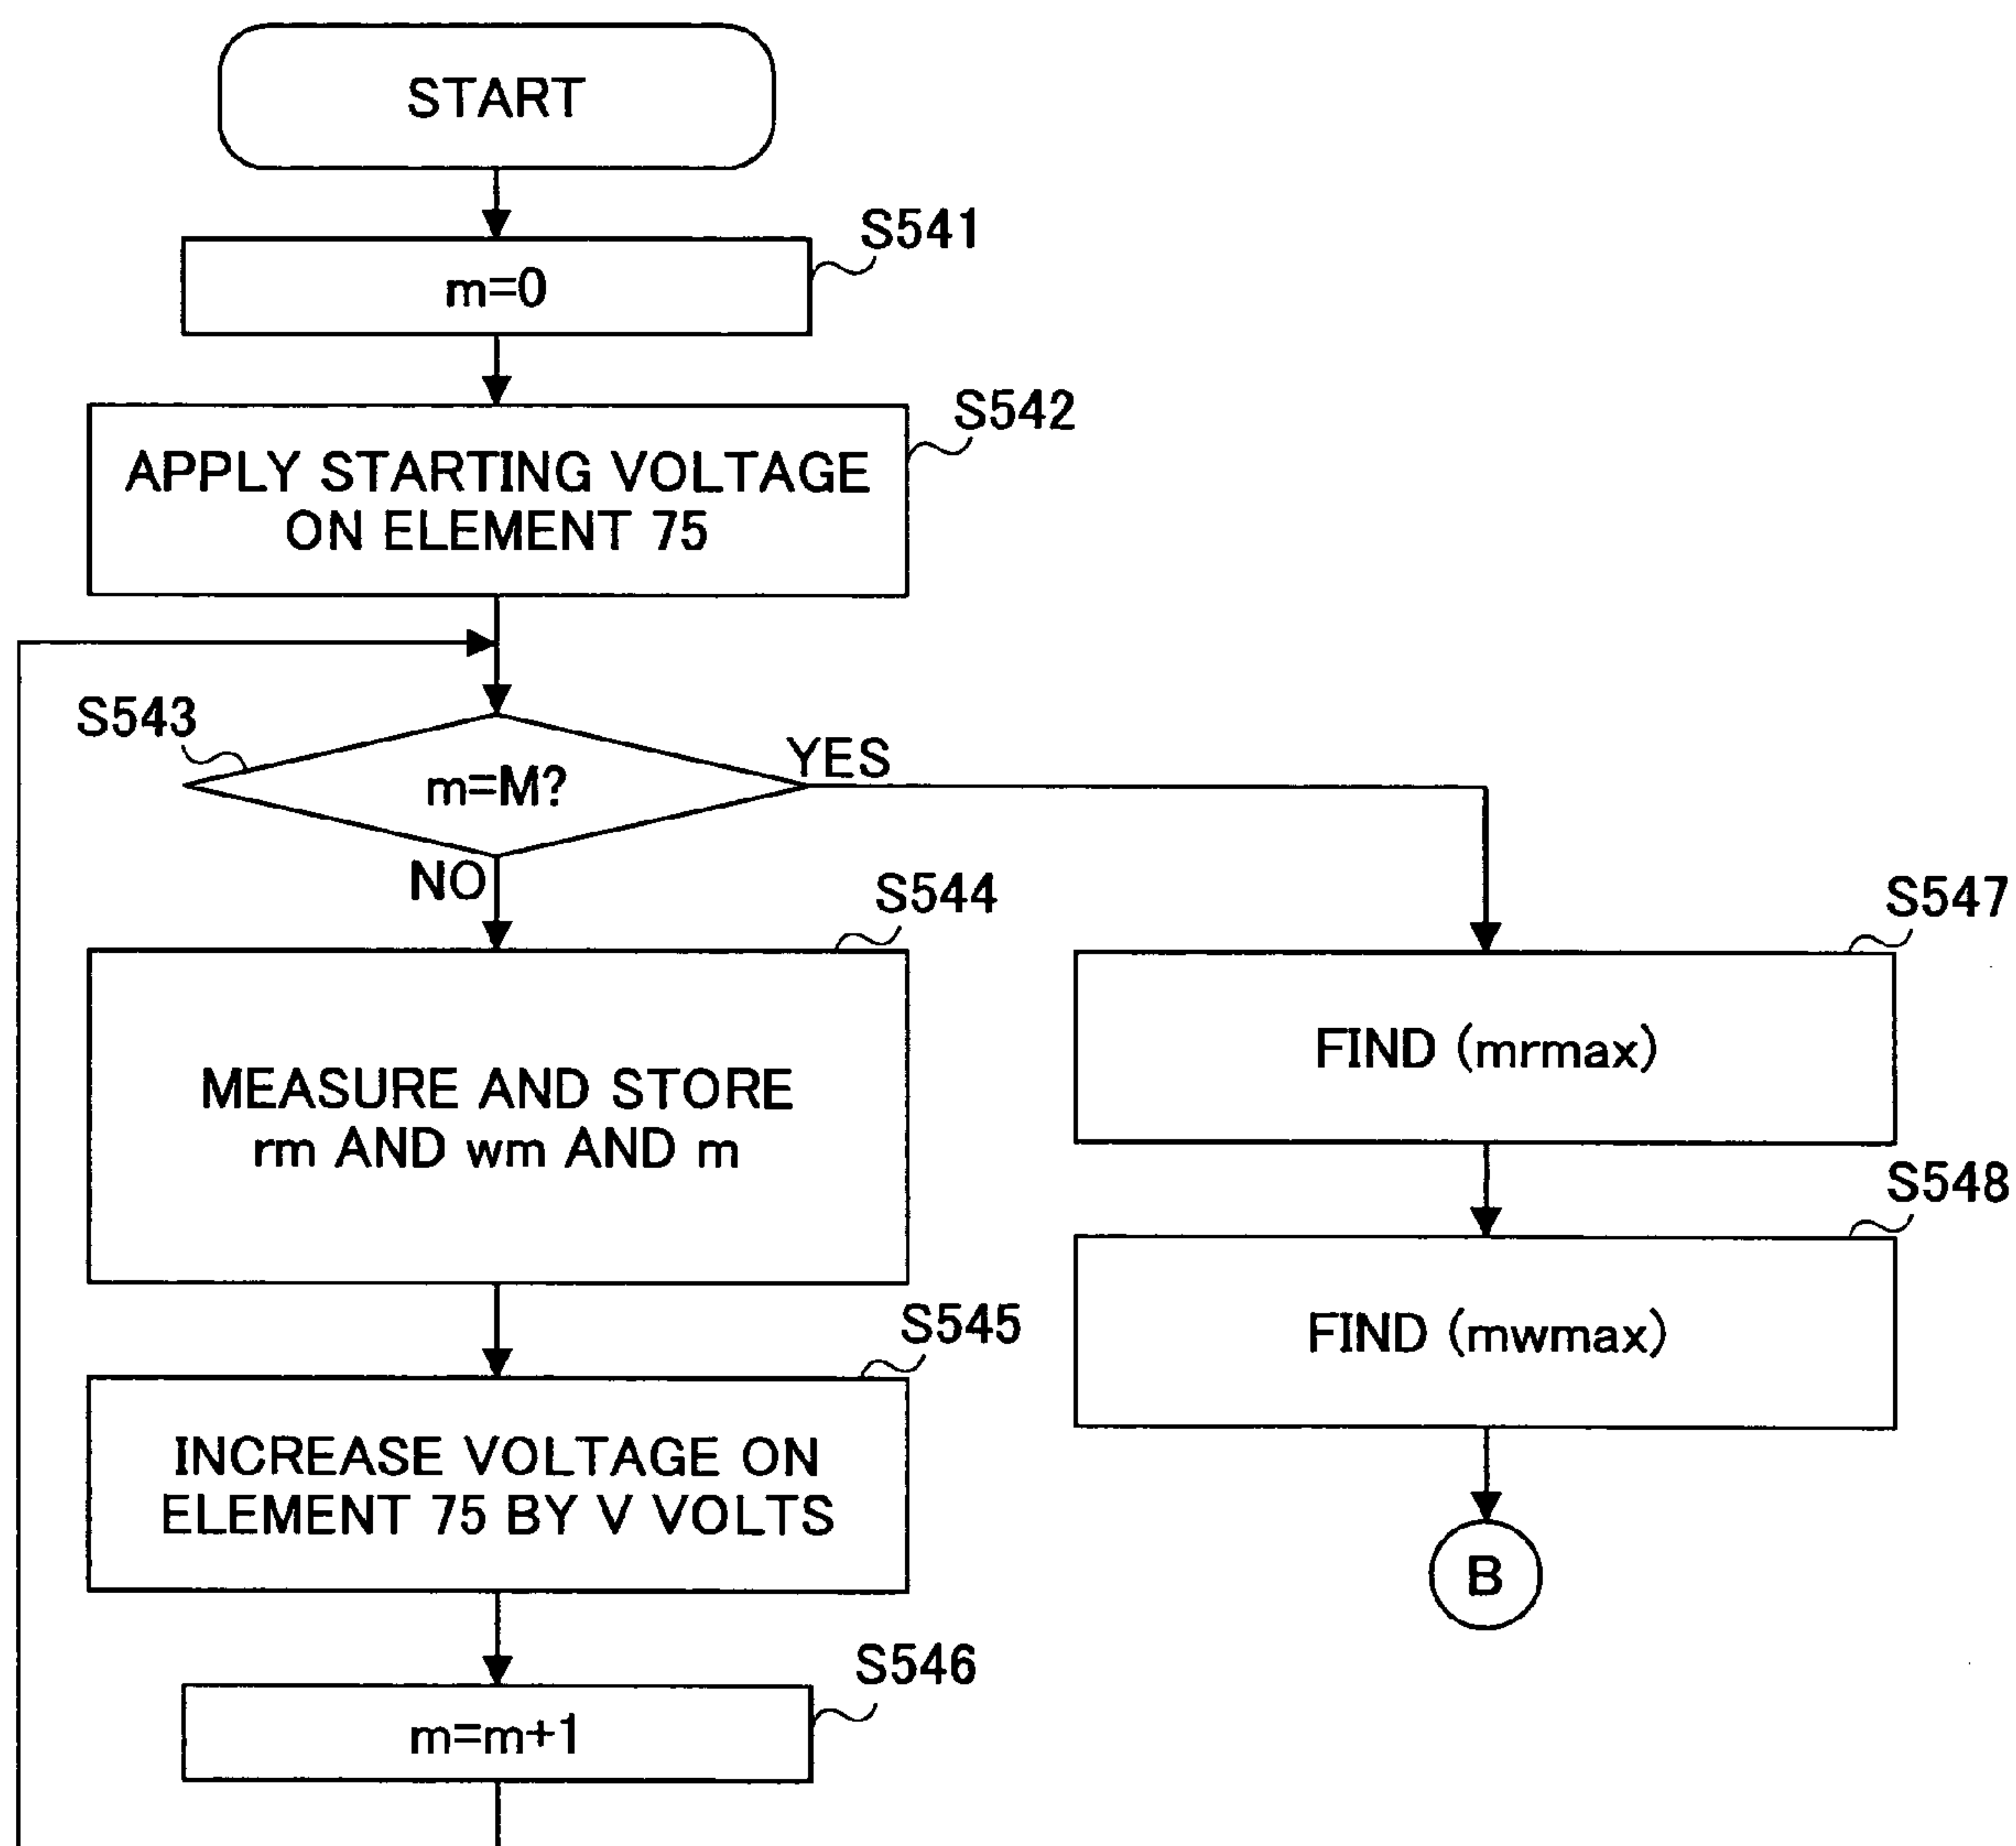 START
S541
m=0
S542
APPLY STARTING VOLTAGE
ON ELEMENT 75
S543
m=M?
YES
NO
S544
MEASURE AND STORE
rm AND wm AND m
S545
INCREASE VOLTAGE ON
ELEMENT 75 BY V VOLTS
S546
m=m+1
S547
FIND (mrmax)
S548
FIND (mwmax)
B